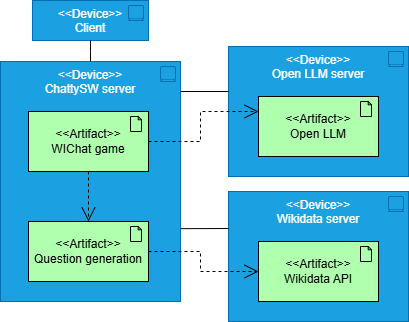 <<Device>>
Client
<<Device>>
ChattySW server
<<Artifact>>
WIChat game
<<Artifact>>
Question generation
<<Device>>
Open LLM server
<<Artifact>>
Open LLM
<<Device>>
Wikidata server
<<Artifact>>
Wikidata API